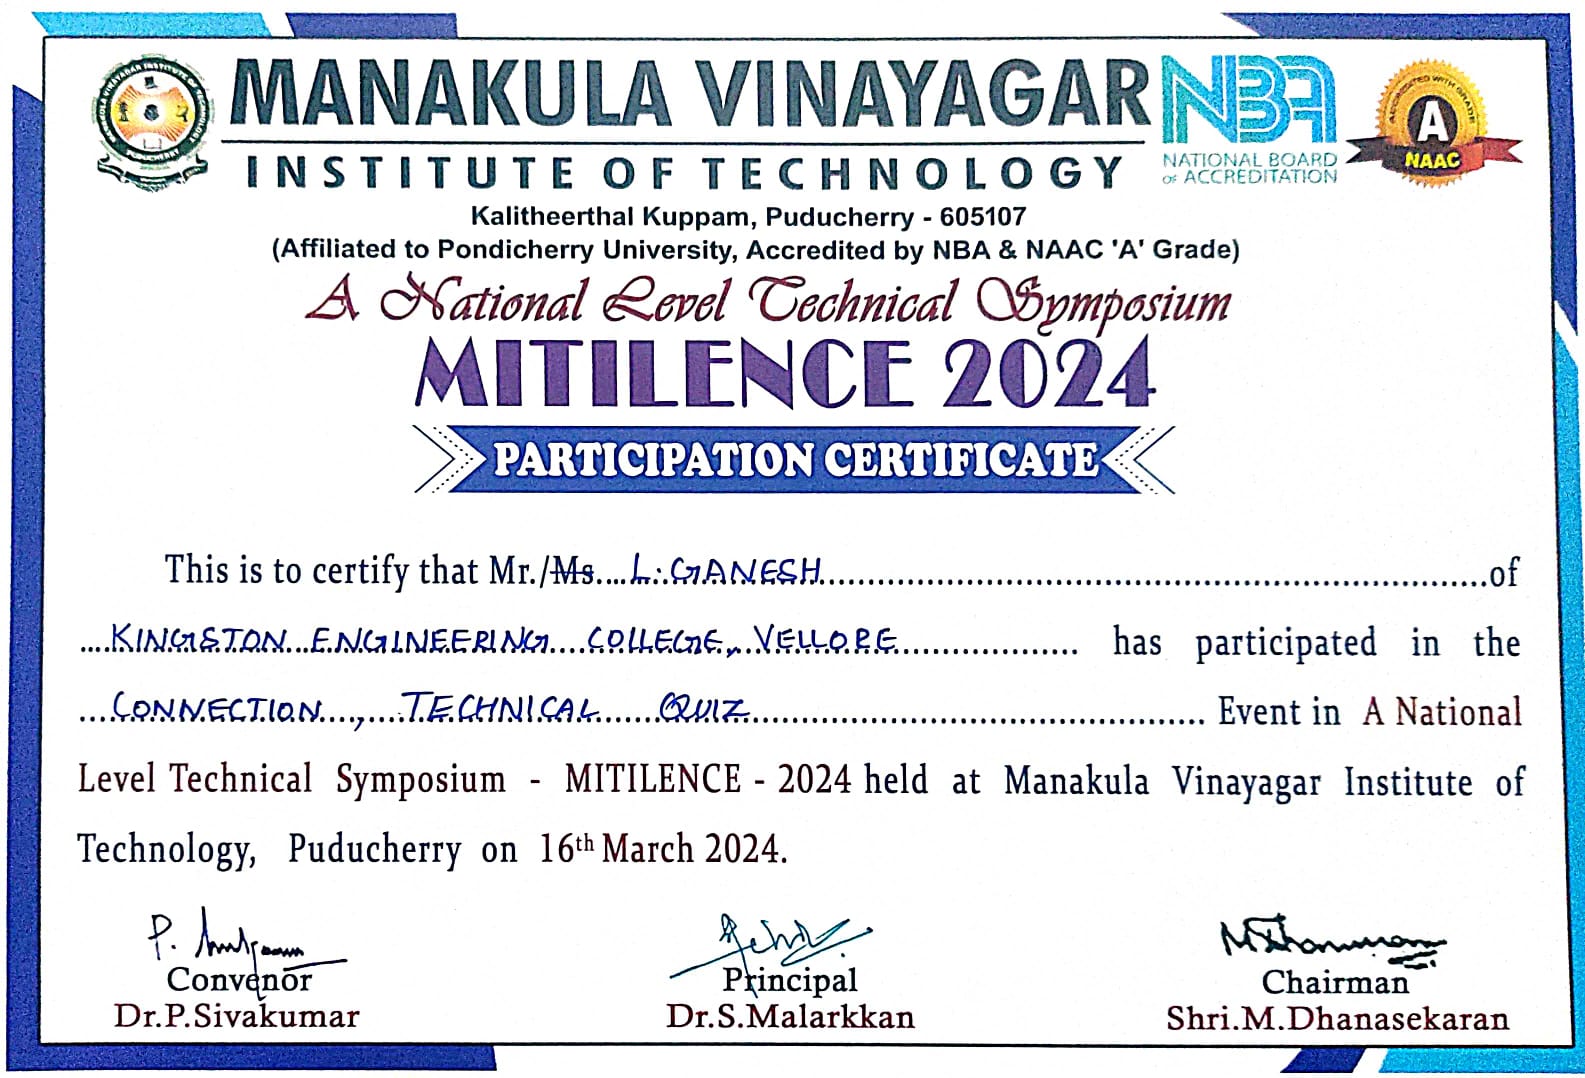 MANAKULA VINAYAGAR
INSTITUTE OF TECHNOLOGY
NBA
NATIONAL BOARD
OF ACCREDITATION
ACCREDITED WITH GRADE
A
NAAC
Kalitheerthal Kuppam, Puducherry - 605107
(Affiliated to Pondicherry University, Accredited by NBA & NAAC 'A' Grade)
A National Level Technical Symposium
MITILENCE 2024
PARTICIPATION CERTIFICATE
This is to certify that Mr./Ms....L.GANESH...of
....KINGSTON...ENGINEERING....COLLEGE,..VELLORE... has participated in the
....CONNECTION....,....TECHNICAL......QUIZ... Event in A National
Level Technical Symposium - MITILENCE - 2024 held at Manakula Vinayagar Institute of
Technology, Puducherry on 16th March 2024.
Convenor Principal Chairman
Dr.P.Sivakumar Dr.S.Malarkkan Shri.M.Dhanasekaran